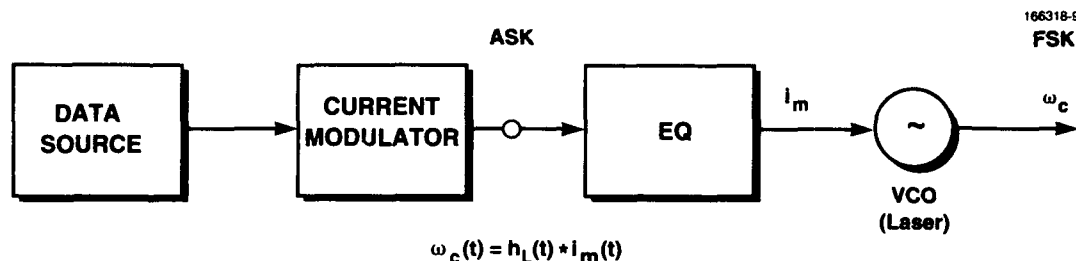 166318-9
ASK
FSK
DATA
SOURCE
CURRENT
MODULATOR
EQ
i_m
~
ω_c
VCO
(Laser)
ω_c(t) = h_L(t) * i_m(t)